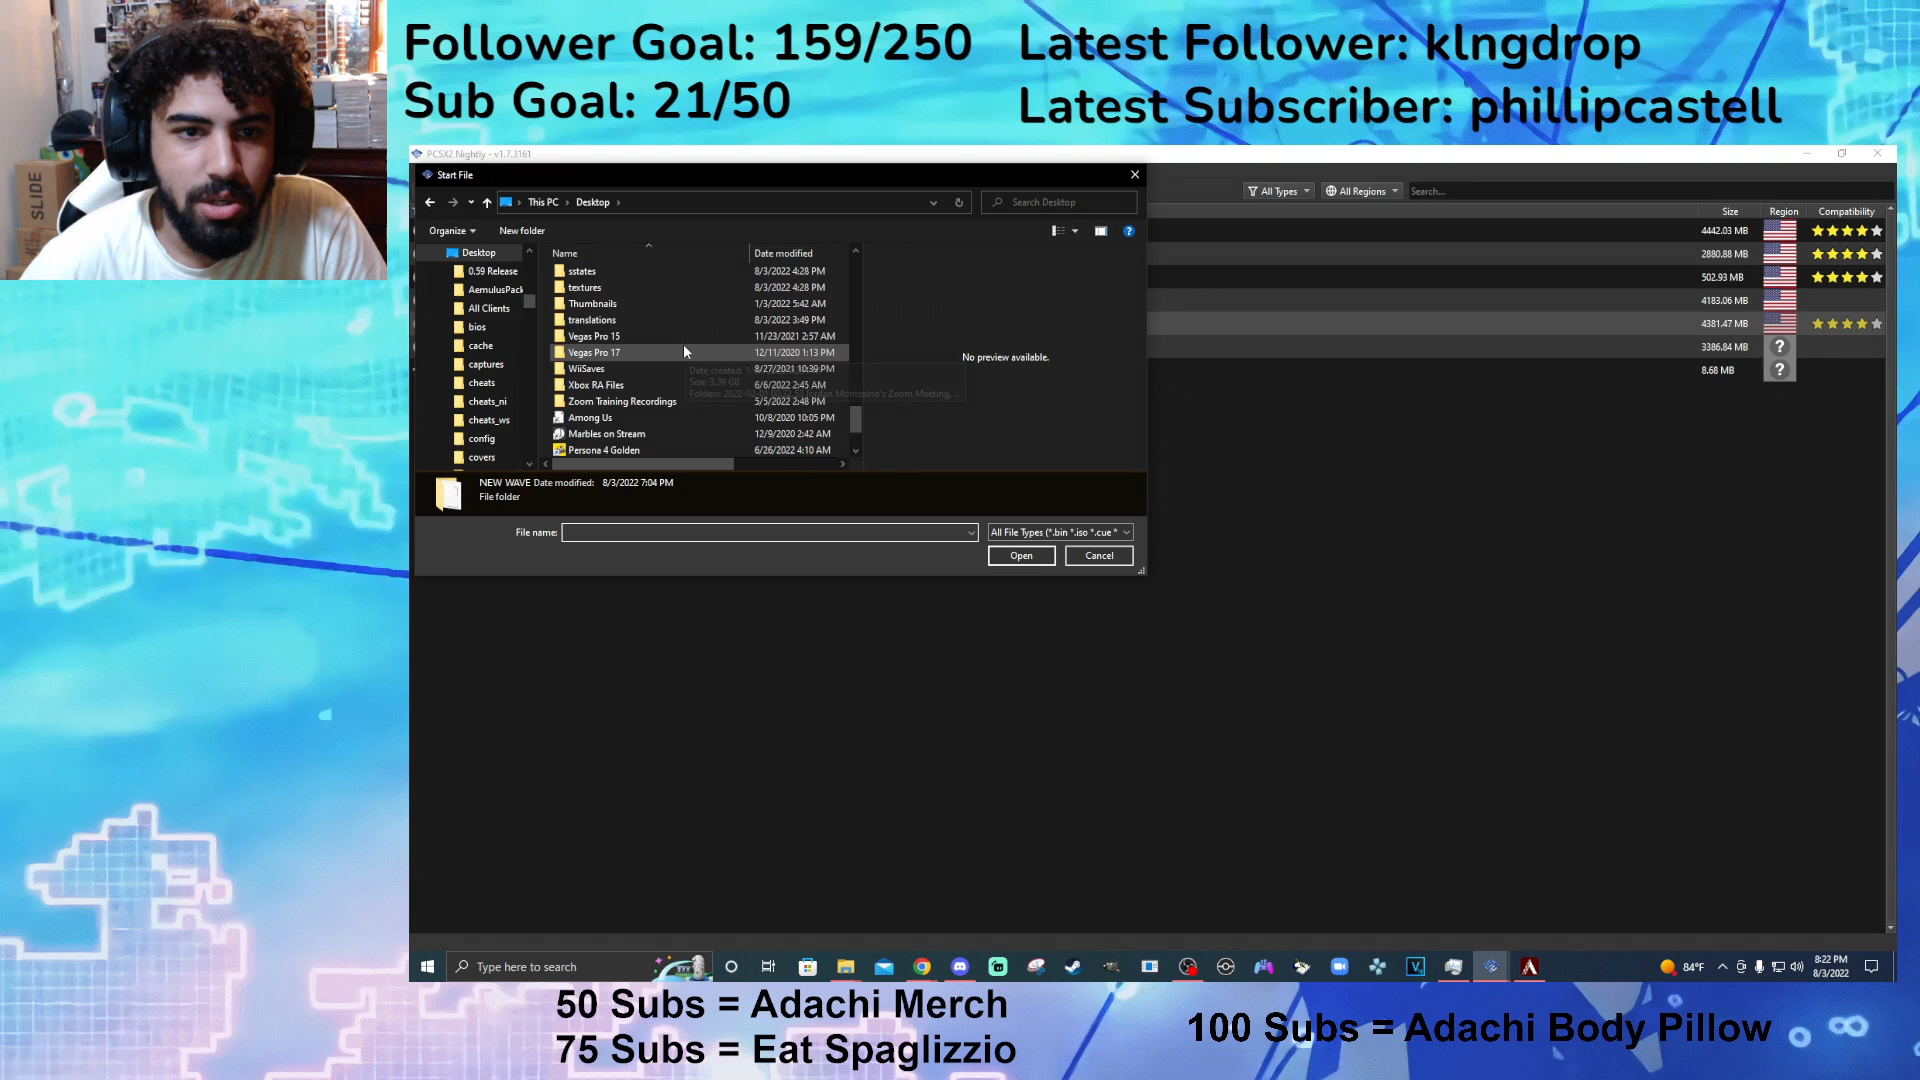 Follower Goal: 159/250
Sub Goal: 21/50
Latest Follower: klngdrop
Latest Subscriber: phillipcastell
SLIDE
PCSX2 Nightly - v1.7.3161
Start File
This PC > Desktop >
Search Desktop
All Types
All Regions
Search...
Organize
New folder
Size Region Compatibility
4442.03 MB
2880.88 MB
502.93 MB
4183.06 MB
4381.47 MB
3386.84 MB ?
8.68 MB ?
Desktop
0.59 Release
AemulusPack
All Clients
bios
cache
captures
cheats
cheats_ni
cheats_ws
config
covers
Name Date modified
sstates 8/3/2022 4:28 PM
textures 8/3/2022 4:28 PM
Thumbnails 1/3/2022 5:42 AM
translations 8/3/2022 3:49 PM
Vegas Pro 15 11/23/2021 2:57 AM
Vegas Pro 17 12/11/2020 1:13 PM
WiiSaves 8/27/2021 10:39 PM
Xbox RA Files 6/6/2022 2:45 AM
Zoom Training Recordings 5/5/2022 2:48 PM
Among Us 10/8/2020 10:05 PM
Marbles on Stream 12/9/2020 2:42 AM
Persona 4 Golden 6/26/2022 4:10 AM
Size: 3.39 GB
No preview available.
NEW WAVE Date modified: 8/3/2022 7:04 PM
File folder
File name:
All File Types (*.bin *.iso *.cue *
Open
Cancel
Type here to search
84°F
8:22 PM
8/3/2022
50 Subs = Adachi Merch
75 Subs = Eat Spaglizzio
100 Subs = Adachi Body Pillow